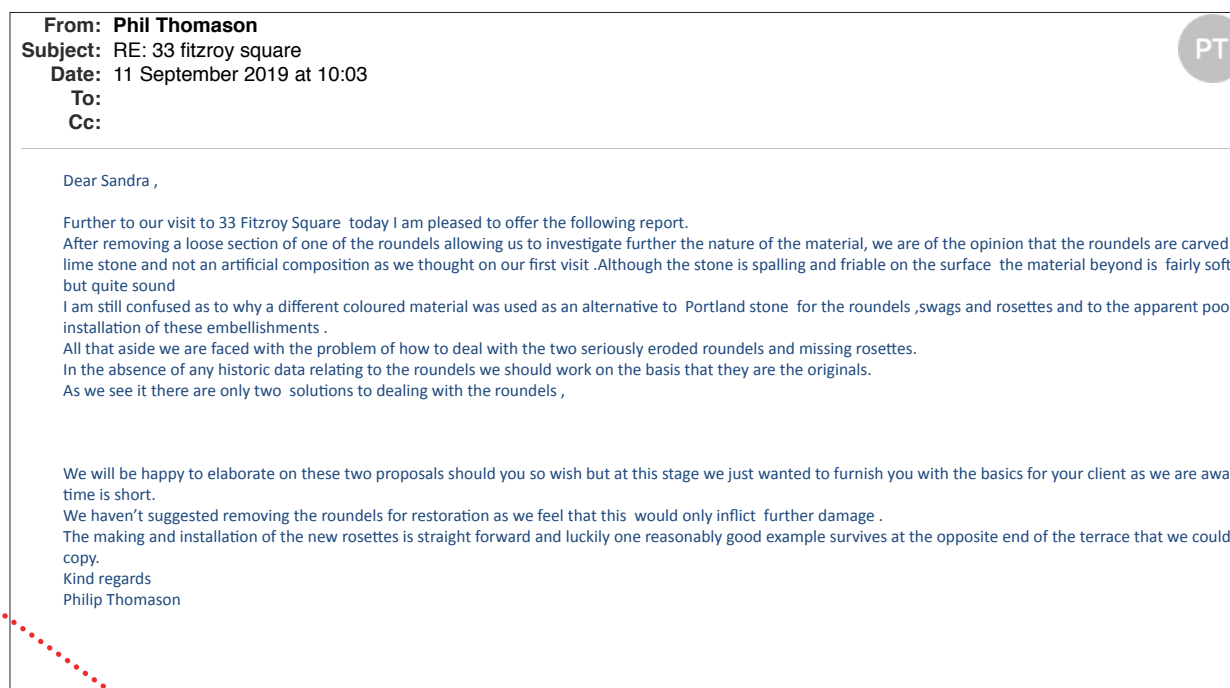 From: Phil Thomason
PT
Subject: RE: 33 fitzroy square
Date: 11 September 2019 at 10:03
To:
Cc:
Dear Sandra ,
Further to our visit to 33 Fitzroy Square  today I am pleased to offer the following report.
After removing a loose section of one of the roundels allowing us to investigate further the nature of the material, we are of the opinion that the roundels are carved
lime stone and not an artificial composition as we thought on our first visit .Although the stone is spalling and friable on the surface  the material beyond is  fairly soft
but quite sound
I am still confused as to why a different coloured material was used as an alternative to  Portland stone  for the roundels ,swags and rosettes and to the apparent poo
installation of these embellishments .
All that aside we are faced with the problem of how to deal with the two seriously eroded roundels and missing rosettes.
In the absence of any historic data relating to the roundels we should work on the basis that they are the originals.
As we see it there are only two  solutions to dealing with the roundels ,
We will be happy to elaborate on these two proposals should you so wish but at this stage we just wanted to furnish you with the basics for your client as we are awa
time is short.
We haven't suggested removing the roundels for restoration as we feel that this  would only inflict  further damage .
The making and installation of the new rosettes is straight forward and luckily one reasonably good example survives at the opposite end of the terrace that we could
copy.
Kind regards
Philip Thomason